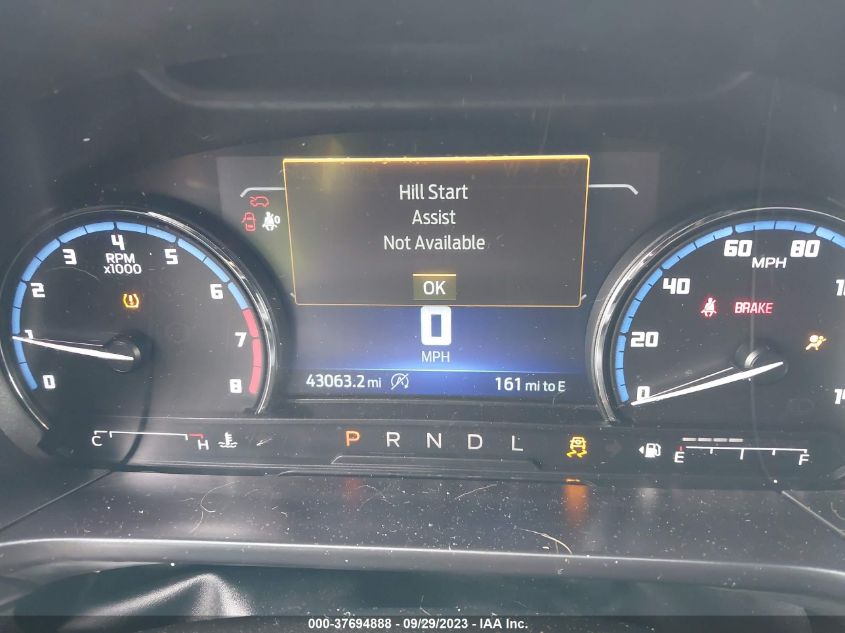 Hill Start
Assist
Not Available
OK
0
MPH
43063.2 mi
161 mi to E
0 1 2 3 4 5 6 7 8
RPM
x1000
0 20 40 60 80
MPH
BRAKE
C H
P R N D L
E F
000-37694888 - 09/29/2023 - IAA Inc.